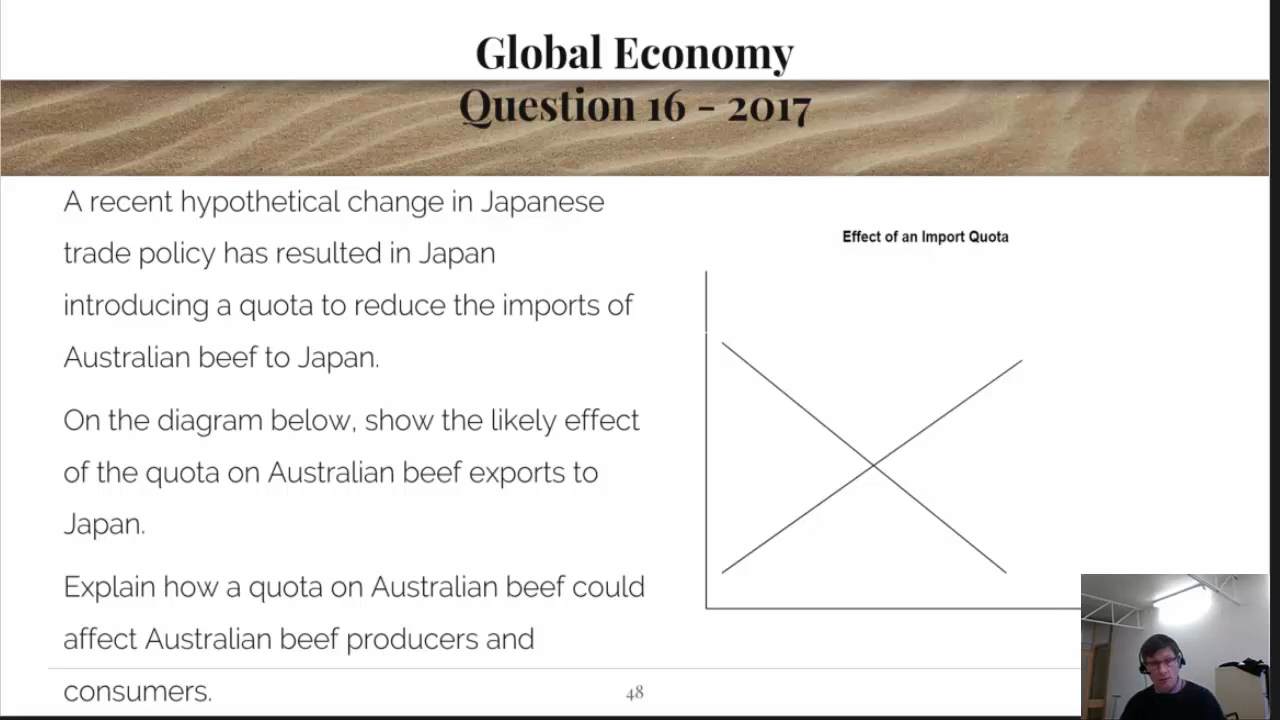 Global Economy
Question 16 - 2017
A recent hypothetical change in Japanese
trade policy has resulted in Japan
introducing a quota to reduce the imports of
Australian beef to Japan.
On the diagram below, show the likely effect
of the quota on Australian beef exports to
Japan.
Explain how a quota on Australian beef could
affect Australian beef producers and
consumers.
Effect of an Import Quota
48